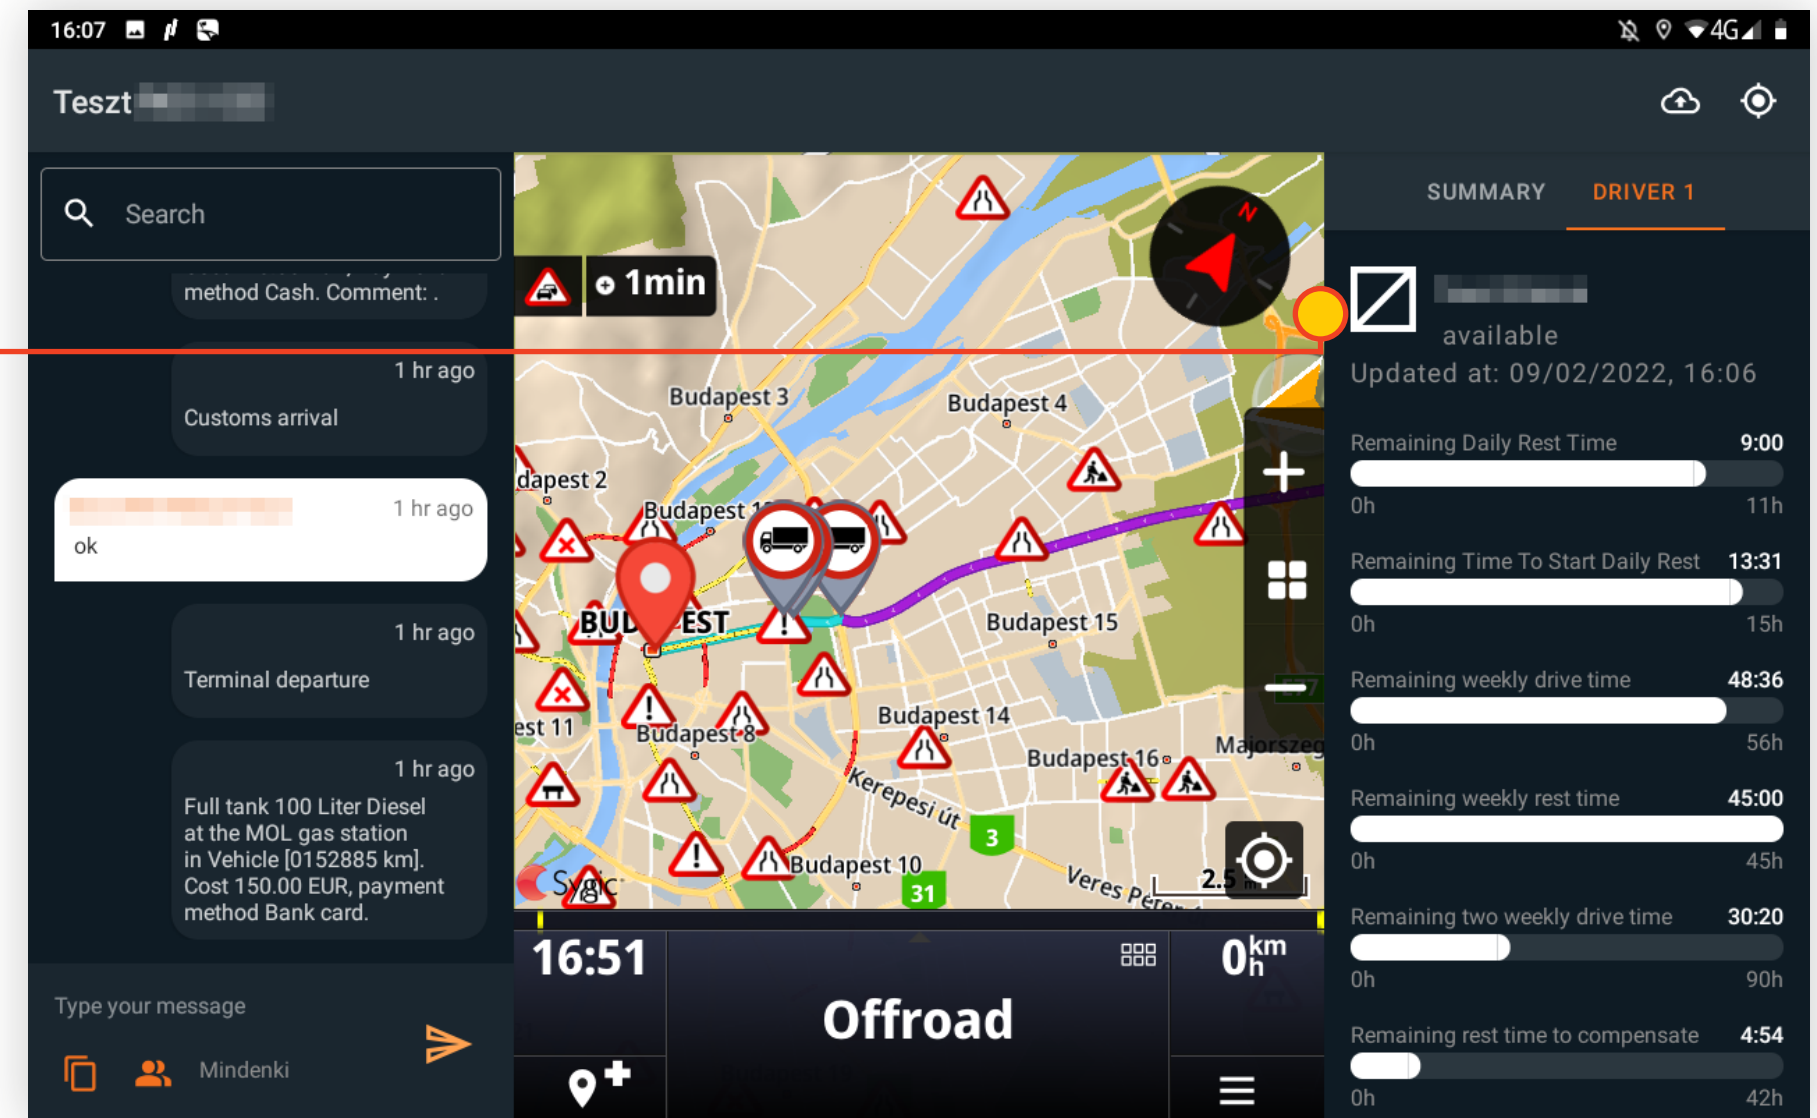 16:07
4G
Teszt
Search
method Cash. Comment: .
1 hr ago
Customs arrival
1 hr ago
ok
1 hr ago
Terminal departure
1 hr ago
Full tank 100 Liter Diesel
at the MOL gas station
in Vehicle [0152885 km].
Cost 150.00 EUR, payment
method Bank card.
Type your message
Mindenki
1min
N
Budapest 3
Budapest 4
dapest 2
Budapest 1
BUD EST
Budapest 15
E77
est 11
Budapest 8
Budapest 14
Budapest 16
Majorszeg
Kerepesi út
3
Budapest 10
31
Veres Péter
2.5
Sygic
16:51
0 km
h
Offroad
SUMMARY
DRIVER 1
available
Updated at: 09/02/2022, 16:06
Remaining Daily Rest Time 9:00
0h 11h
Remaining Time To Start Daily Rest 13:31
0h 15h
Remaining weekly drive time 48:36
0h 56h
Remaining weekly rest time 45:00
0h 45h
Remaining two weekly drive time 30:20
0h 90h
Remaining rest time to compensate 4:54
0h 42h